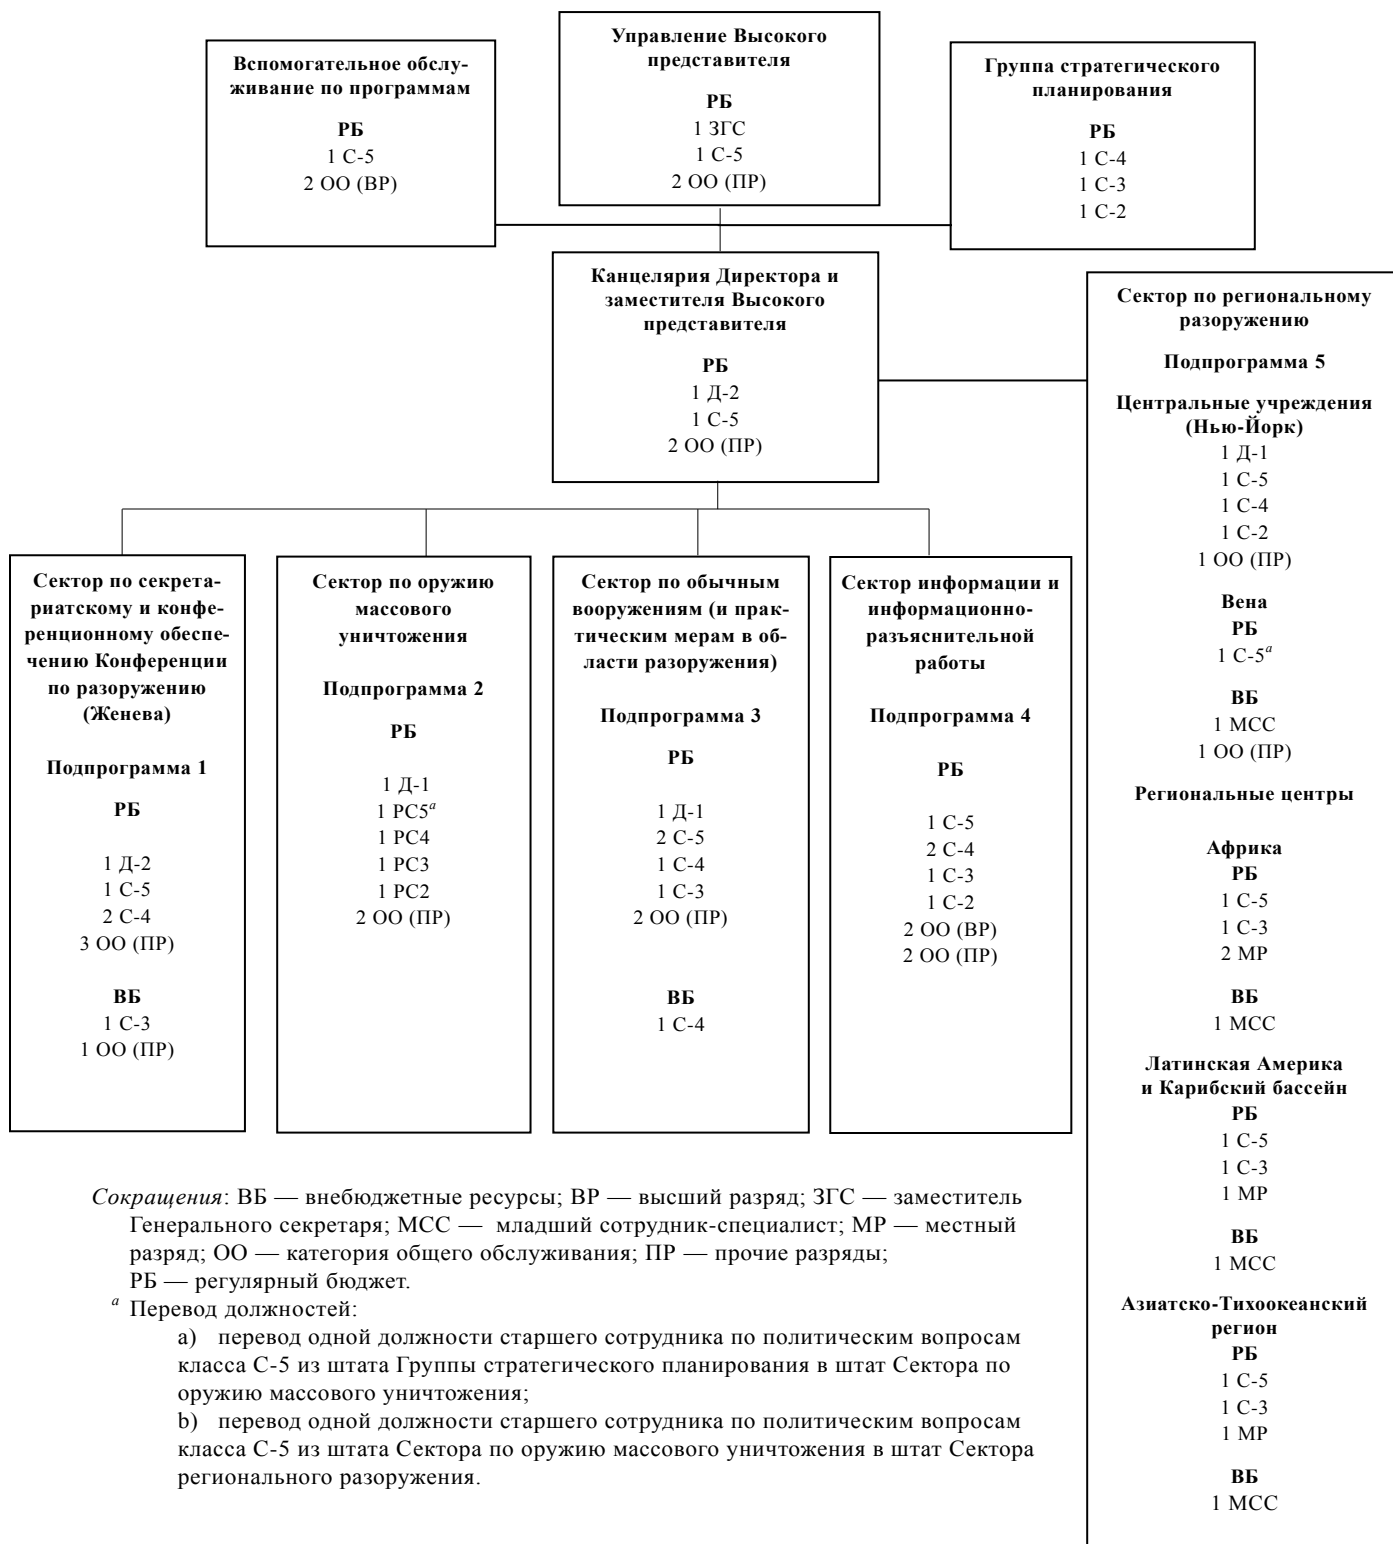 Вспомогательное обслу-
живание по программам
РБ
1 С-5
2 ОО (ВР)
Управление Высокого
представителя
РБ
1 ЗГС
1 С-5
2 ОО (ПР)
Группа стратегического
планирования
РБ
1 С-4
1 С-3
1 С-2
Канцелярия Директора и
заместителя Высокого
представителя
РБ
1 Д-2
1 С-5
2 ОО (ПР)
Сектор по секрета-
риатскому и конфе-
ренционному обеспе-
чению Конференции
по разоружению
(Женева)
Подпрограмма 1
РБ
1 Д-2
1 С-5
2 С-4
3 ОО (ПР)
ВБ
1 С-3
1 ОО (ПР)
Сектор по оружию
массового
уничтожения
Подпрограмма 2
РБ
1 Д-1
1 РС5a
1 РС4
1 РС3
1 РС2
2 ОО (ПР)
Сектор по обычным
вооружениям (и прак-
тическим мерам в об-
ласти разоружения)
Подпрограмма 3
РБ
1 Д-1
2 С-5
1 С-4
1 С-3
2 ОО (ПР)
ВБ
1 С-4
Сектор информации и
информационно-
разъяснительной
работы
Подпрограмма 4
РБ
1 С-5
2 С-4
1 С-3
1 С-2
2 ОО (ВР)
2 ОО (ПР)
Сектор по региональному
разоружению
Подпрограмма 5
Центральные учреждения
(Нью-Йорк)
1 Д-1
1 С-5
1 С-4
1 С-2
1 ОО (ПР)
Вена
РБ
1 С-5a
ВБ
1 МСС
1 ОО (ПР)
Региональные центры
Африка
РБ
1 С-5
1 С-3
2 МР
ВБ
1 МСС
Латинская Америка
и Карибский бассейн
РБ
1 С-5
1 С-3
1 МР
ВБ
1 МСС
Азиатско-Тихоокеанский
регион
РБ
1 С-5
1 С-3
1 МР
ВБ
1 МСС
Сокращения: ВБ — внебюджетные ресурсы; ВР — высший разряд; ЗГС — заместитель
Генерального секретаря; МСС — младший сотрудник-специалист; МР — местный
разряд; ОО — категория общего обслуживания; ПР — прочие разряды;
РБ — регулярный бюджет.
a Перевод должностей:
a) перевод одной должности старшего сотрудника по политическим вопросам
класса С-5 из штата Группы стратегического планирования в штат Сектора по
оружию массового уничтожения;
b) перевод одной должности старшего сотрудника по политическим вопросам
класса С-5 из штата Сектора по оружию массового уничтожения в штат Сектора
регионального разоружения.